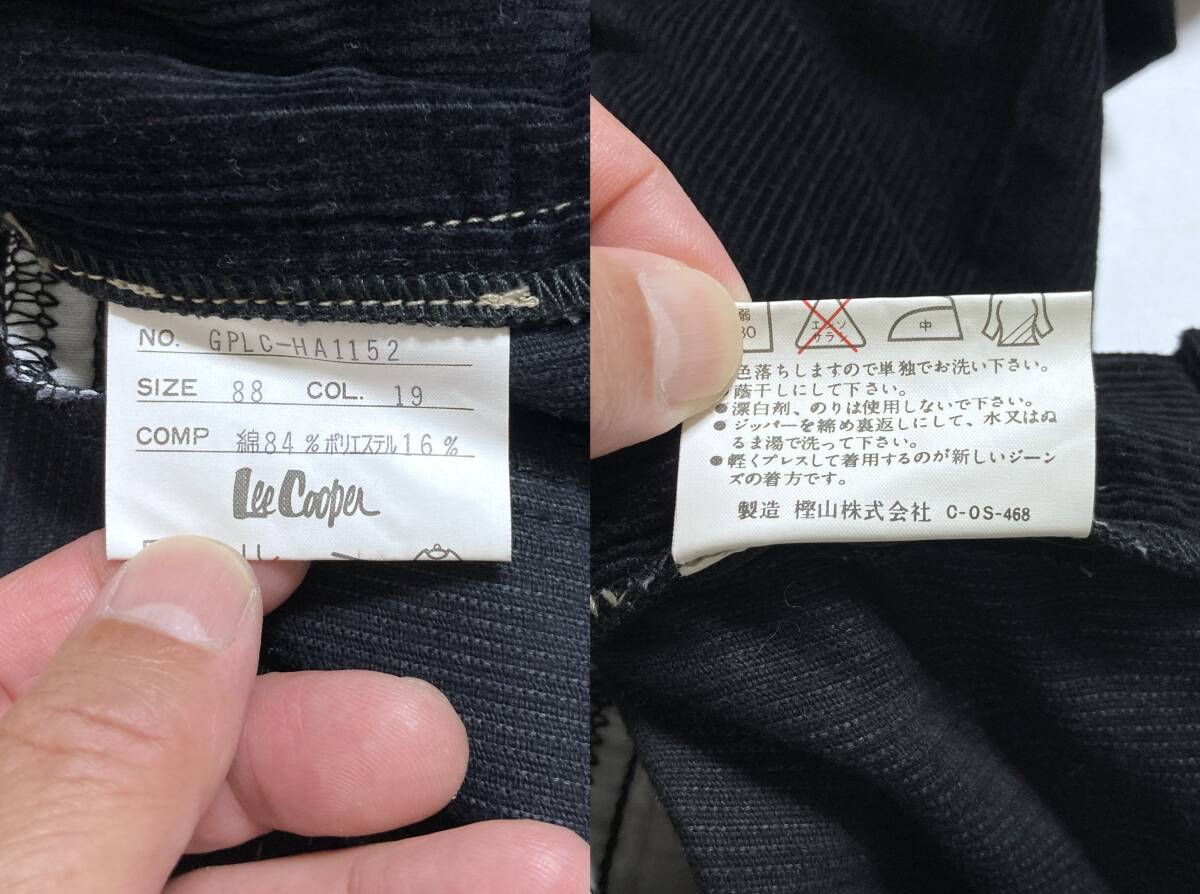 NO. GPLC-HA1152
SIZE 88 COL. 19
COMP 綿84%ポリエステル16%
Lee Cooper
弱
30
エンソ
サラシ
中
色落ちしますので単独でお洗い下さい。
蔭干しにして下さい。
●漂白剤、のりは使用しないで下さい。
●ジッパーを締め裏返しにして、水又はぬ
るま湯で洗って下さい。
●軽くプレスして着用するのが新しいジーン
ズの着方です。
製造 樫山株式会社 C-OS-468